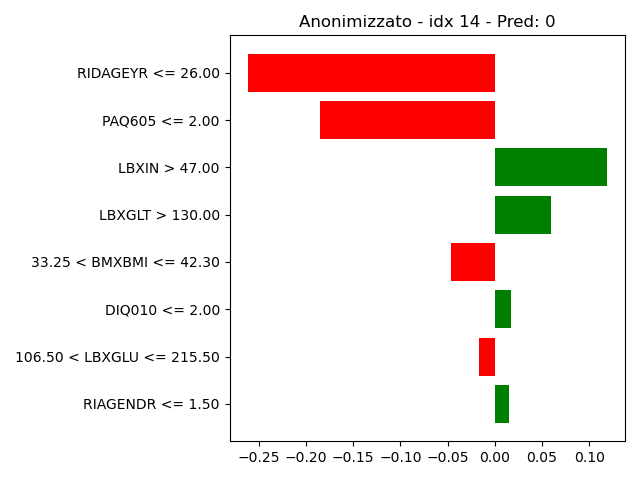 Anonimizzato - idx 14 - Pred: 0
RIDAGEYR <= 26.00
PAQ605 <= 2.00
LBXIN > 47.00
LBXGLT > 130.00
33.25 < BMXBMI <= 42.30
DIQ010 <= 2.00
106.50 < LBXGLU <= 215.50
RIAGENDR <= 1.50
−0.25 −0.20 −0.15 −0.10 −0.05 0.00 0.05 0.10